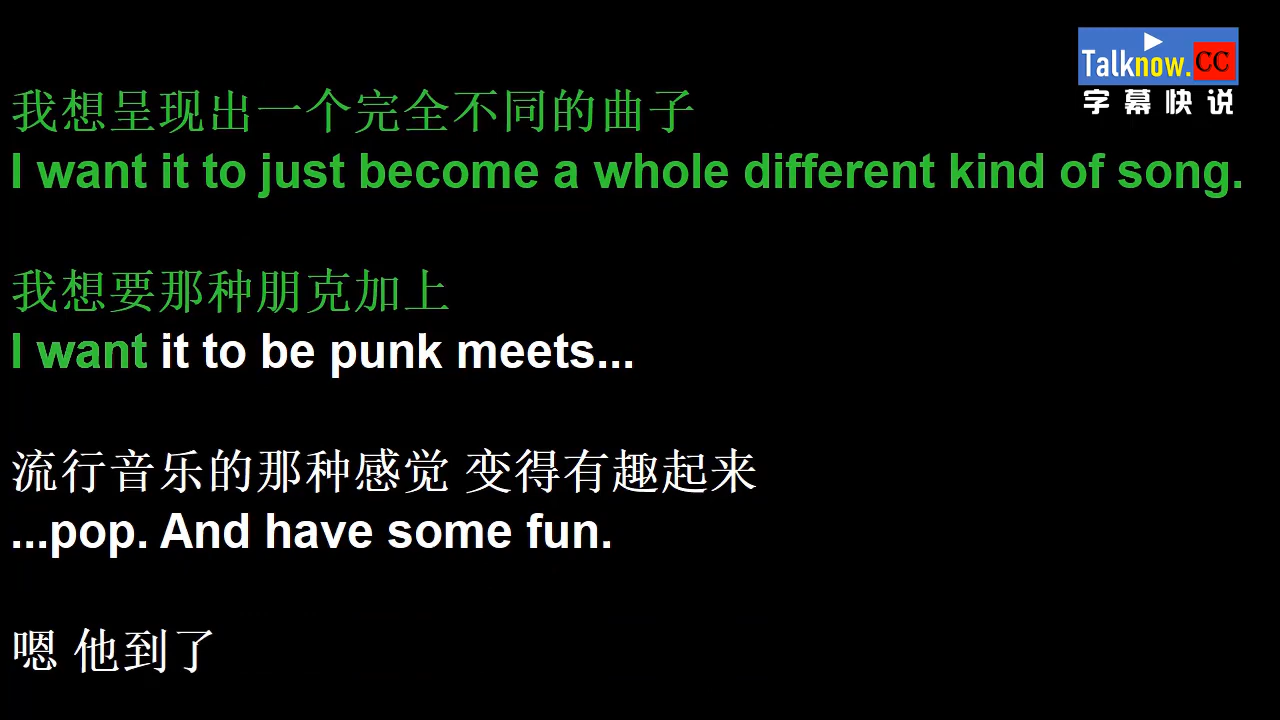 Talknow.CC
字幕快说
我想呈现出一个完全不同的曲子
I want it to just become a whole different kind of song.
我想要那种朋克加上
I want it to be punk meets...
流行音乐的那种感觉 变得有趣起来
...pop. And have some fun.
嗯 他到了